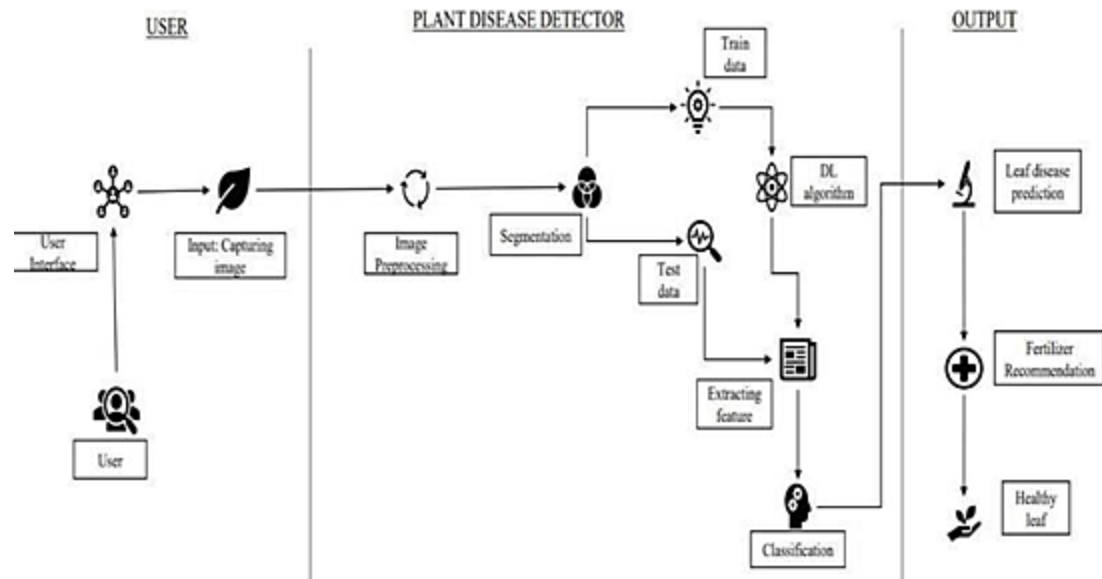 USER
PLANT DISEASE DETECTOR
OUTPUT
Train
data
DL
algorithm
Leaf disease
prediction
User
Interface
Input: Capturing
image
Image
Preprocessing
Segmentation
Test
data
Extracting
feature
Fertilizer
Recommendation
User
Classification
Healthy
leaf